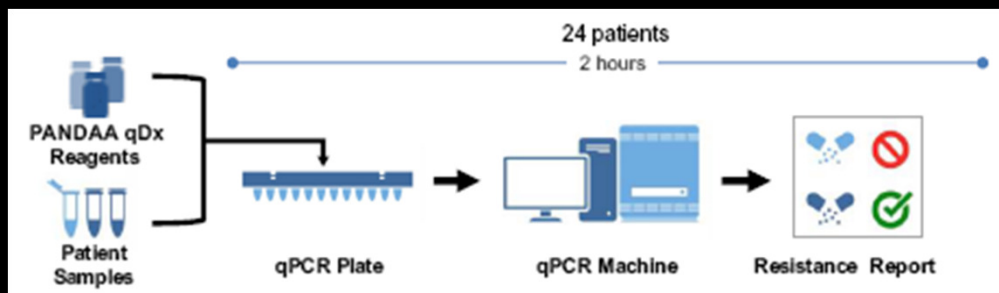 24 patients
2 hours
PANDAA qDx
Reagents
Patient
Samples
qPCR Plate
qPCR Machine
Resistance Report